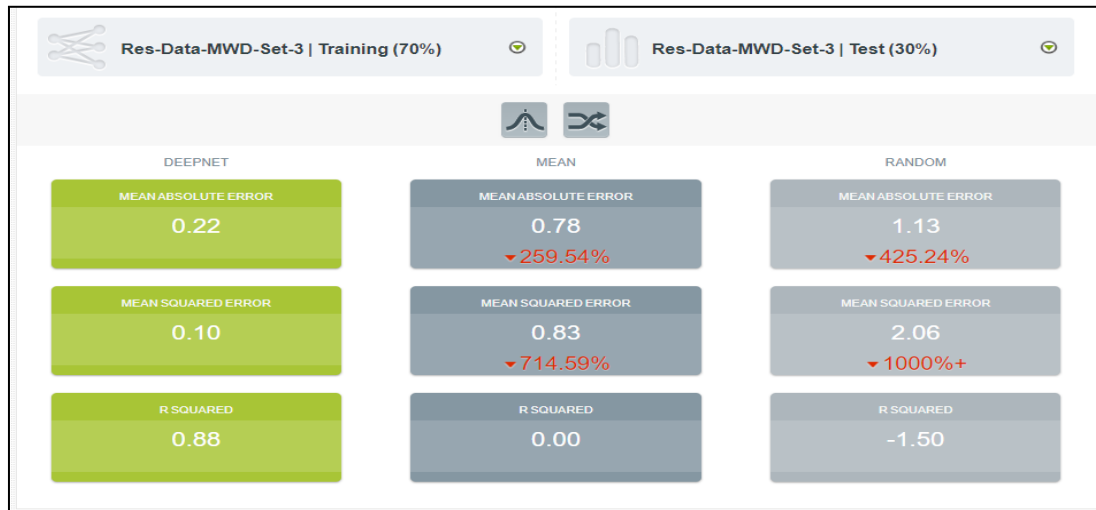 Res-Data-MWD-Set-3 | Training (70%)
Res-Data-MWD-Set-3 | Test (30%)
DEEPNET
MEAN
RANDOM
MEAN ABSOLUTE ERROR
0.22
MEAN ABSOLUTE ERROR
0.78
259.54%
MEAN ABSOLUTE ERROR
1.13
425.24%
MEAN SQUARED ERROR
0.10
MEAN SQUARED ERROR
0.83
714.59%
MEAN SQUARED ERROR
2.06
1000%+
R SQUARED
0.88
R SQUARED
0.00
R SQUARED
-1.50